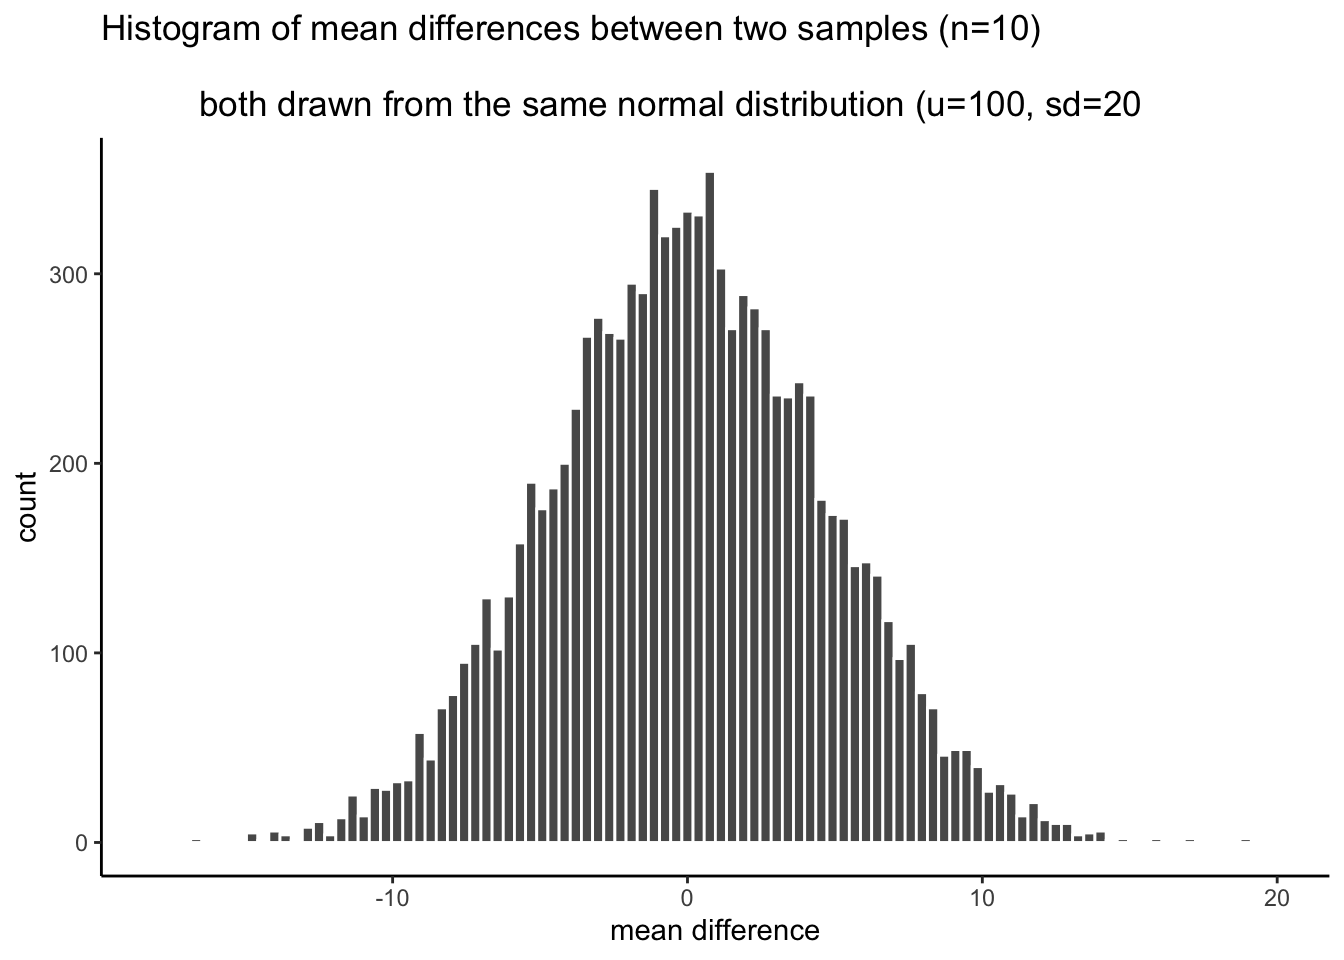 Histogram of mean differences between two samples (n=10)
both drawn from the same normal distribution (u=100, sd=20
300
200
100
0
count
-10
0
10
20
mean difference